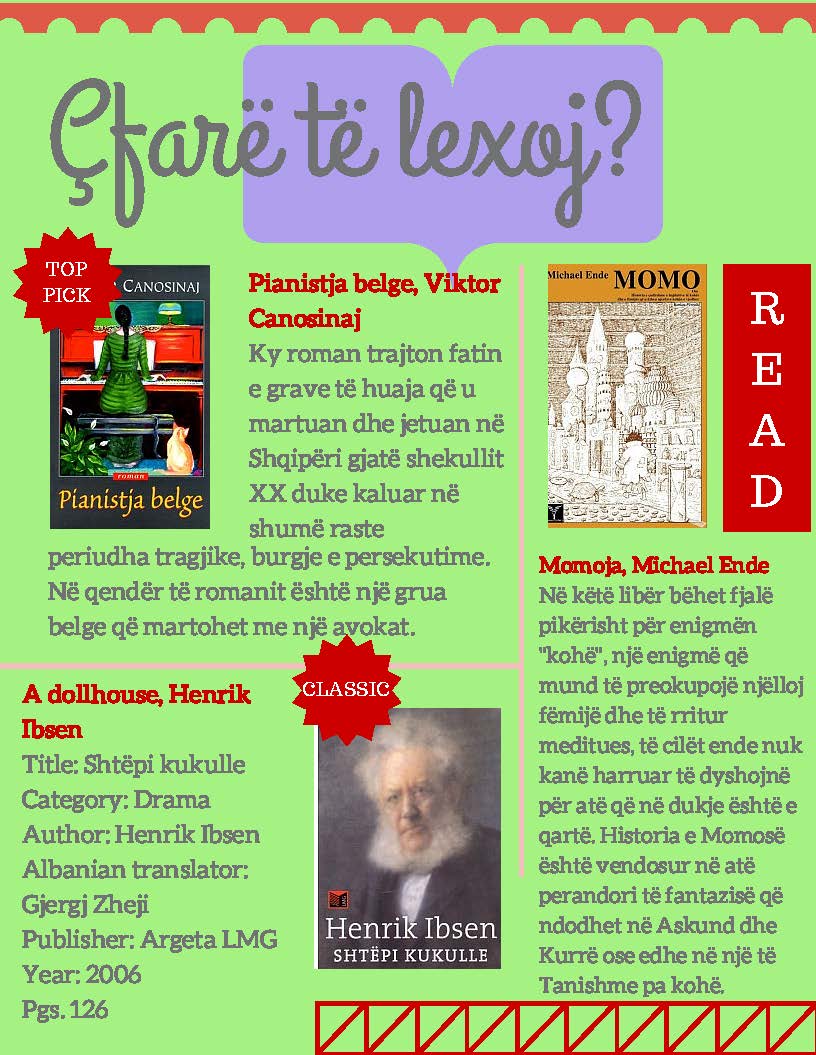 Çfarë të lexoj?
TOP
PICK
CANOSINAJ
roman
Pianistja belge
Pianistja belge, Viktor
Canosinaj
Ky roman trajton fatin
e grave të huaja që u
martuan dhe jetuan në
Shqipëri gjatë shekullit
XX duke kaluar në
shumë raste
periudha tragjike, burgje e persekutime.
Në qendër të romanit është një grua
belge që martohet me një avokat.
Michael Ende MOMO
READ
Momoja, Michael Ende
Në këtë libër bëhet fjalë
pikërisht për enigmën
"kohë", një enigmë që
mund të preokupojë njëlloj
fëmijë dhe të rritur
meditues, të cilët ende nuk
kanë harruar të dyshojnë
për atë që në dukje është e
qartë. Historia e Momosë
është vendosur në atë
perandori të fantazisë që
ndodhet në Askund dhe
Kurrë ose edhe në një të
Tanishme pa kohë.
A dollhouse, Henrik
Ibsen
Title: Shtëpi kukulle
Category: Drama
Author: Henrik Ibsen
Albanian translator:
Gjergj Zheji
Publisher: Argeta LMG
Year: 2006
Pgs. 126
CLASSIC
LMG
Henrik Ibsen
SHTËPI KUKULLE